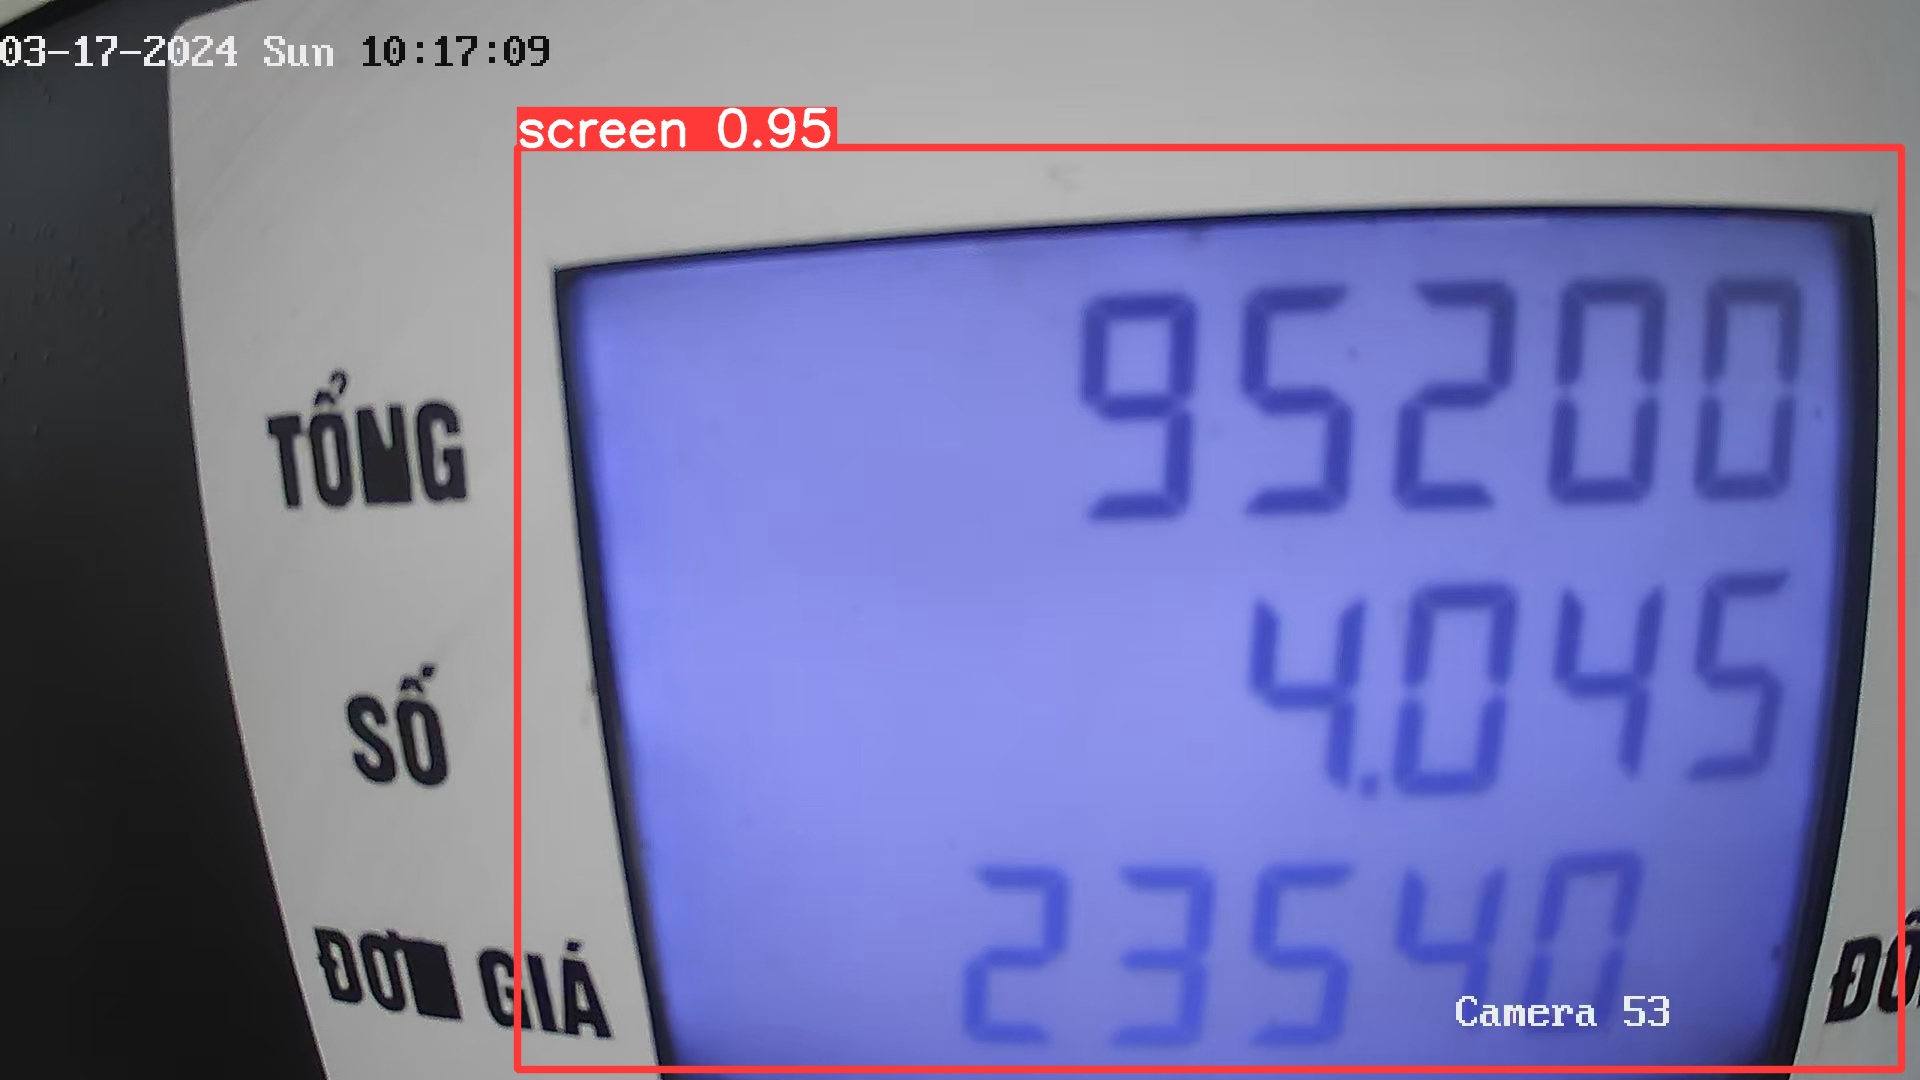 03-17-2024 Sun 10:17:09
screen 0.95
TỔNG 95200
SỐ 4.045
ĐƠN GIÁ 23540
Camera 53